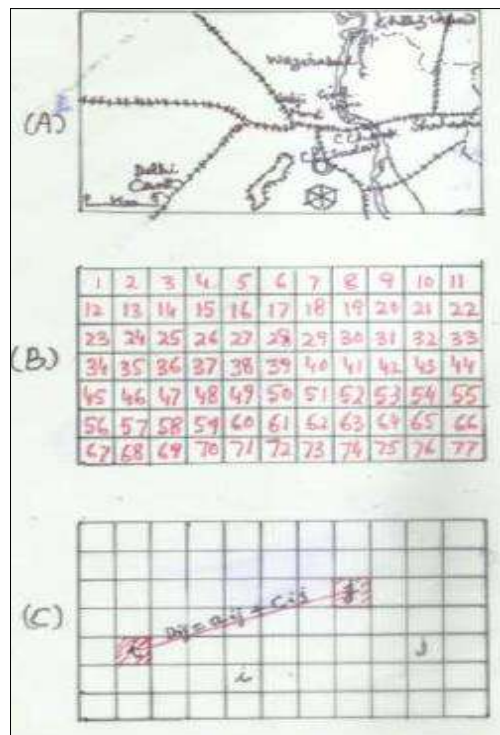 (A)
Wazirabad
Delhi
Cantt
(B)
1 2 3 4 5 6 7 8 9 10 11
12 13 14 15 16 17 18 19 20 21 22
23 24 25 26 27 28 29 30 31 32 33
34 35 36 37 38 39 40 41 42 43 44
45 46 47 48 49 50 51 52 53 54 55
56 57 58 59 60 61 62 63 64 65 66
67 68 69 70 71 72 73 74 75 76 77
(C)
Dij = aij + Cij
j
i
i
j